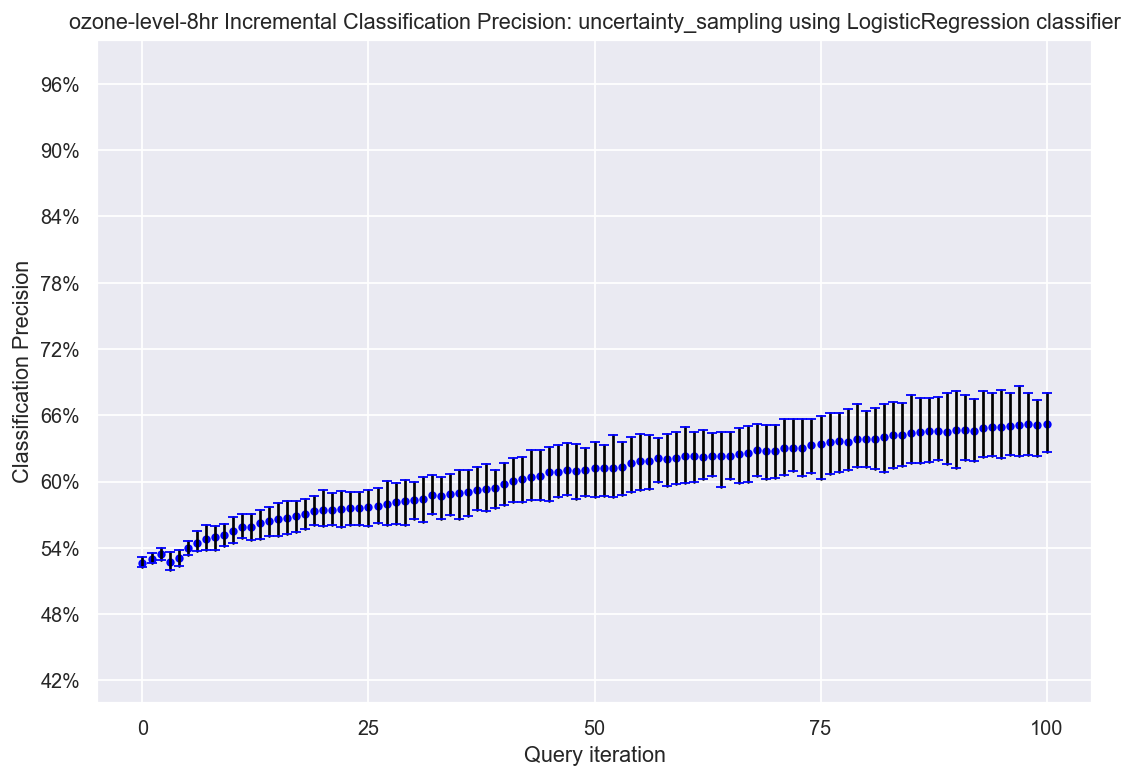 ozone-level-8hr Incremental Classification Precision: uncertainty_sampling using LogisticRegression classifier
96%
90%
84%
78%
72%
66%
60%
54%
48%
42%
Classification Precision
0 25 50 75 100
Query iteration